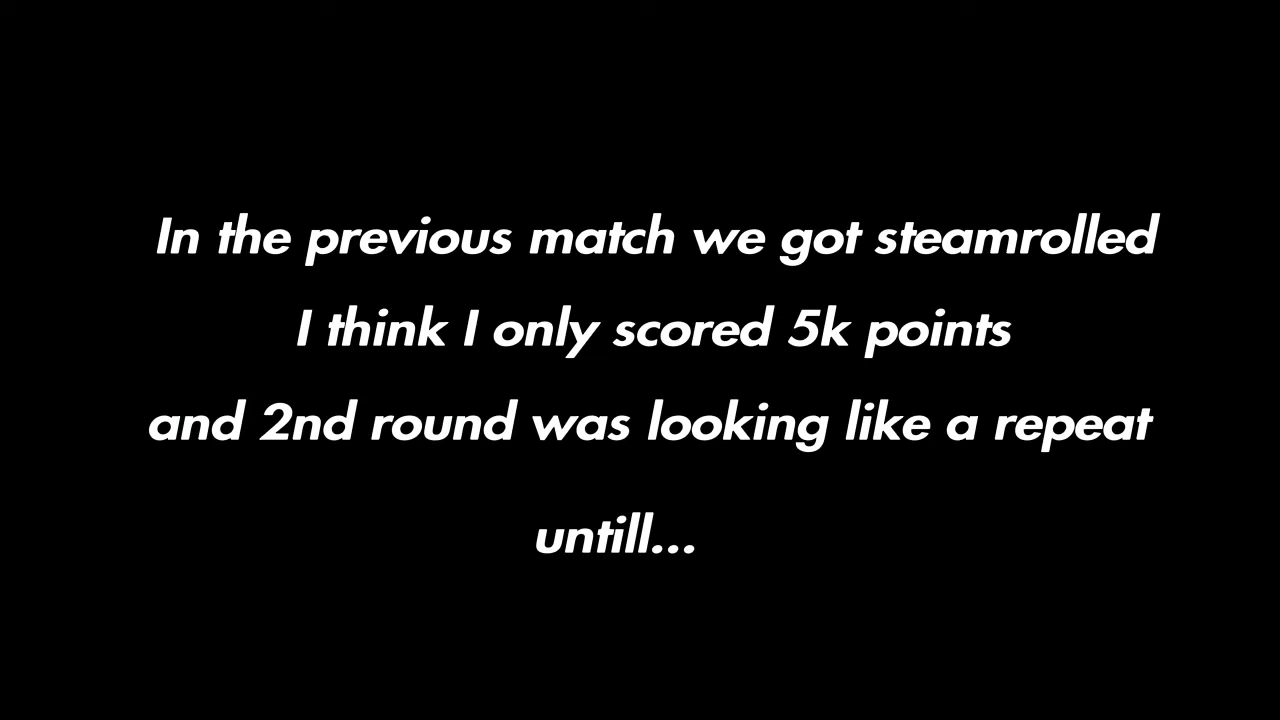 In the previous match we got steamrolled
I think I only scored 5k points
and 2nd round was looking like a repeat
untill...